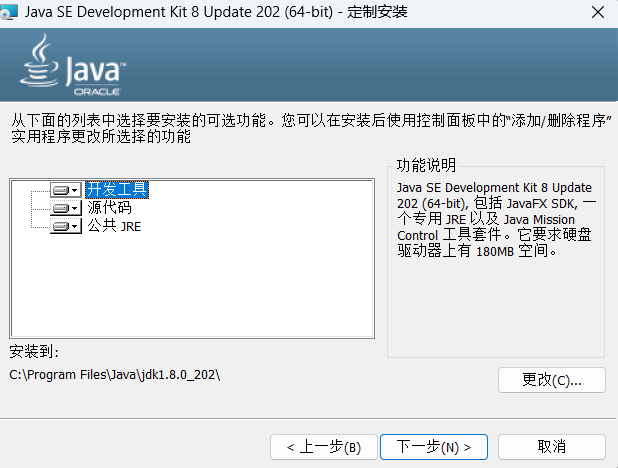 Java SE Development Kit 8 Update 202 (64-bit) - 定制安装
Java™
ORACLE
从下面的列表中选择要安装的可选功能。您可以在安装后使用控制面板中的“添加/删除程序”
实用程序更改所选择的功能
开发工具
源代码
公共 JRE
功能说明
Java SE Development Kit 8 Update
202 (64-bit), 包括 JavaFX SDK, 一
个专用 JRE 以及 Java Mission
Control 工具套件。它要求硬盘
驱动器上有 180MB 空间。
安装到:
C:\Program Files\Java\jdk1.8.0_202\
更改(C)...
< 上一步(B)
下一步(N) >
取消